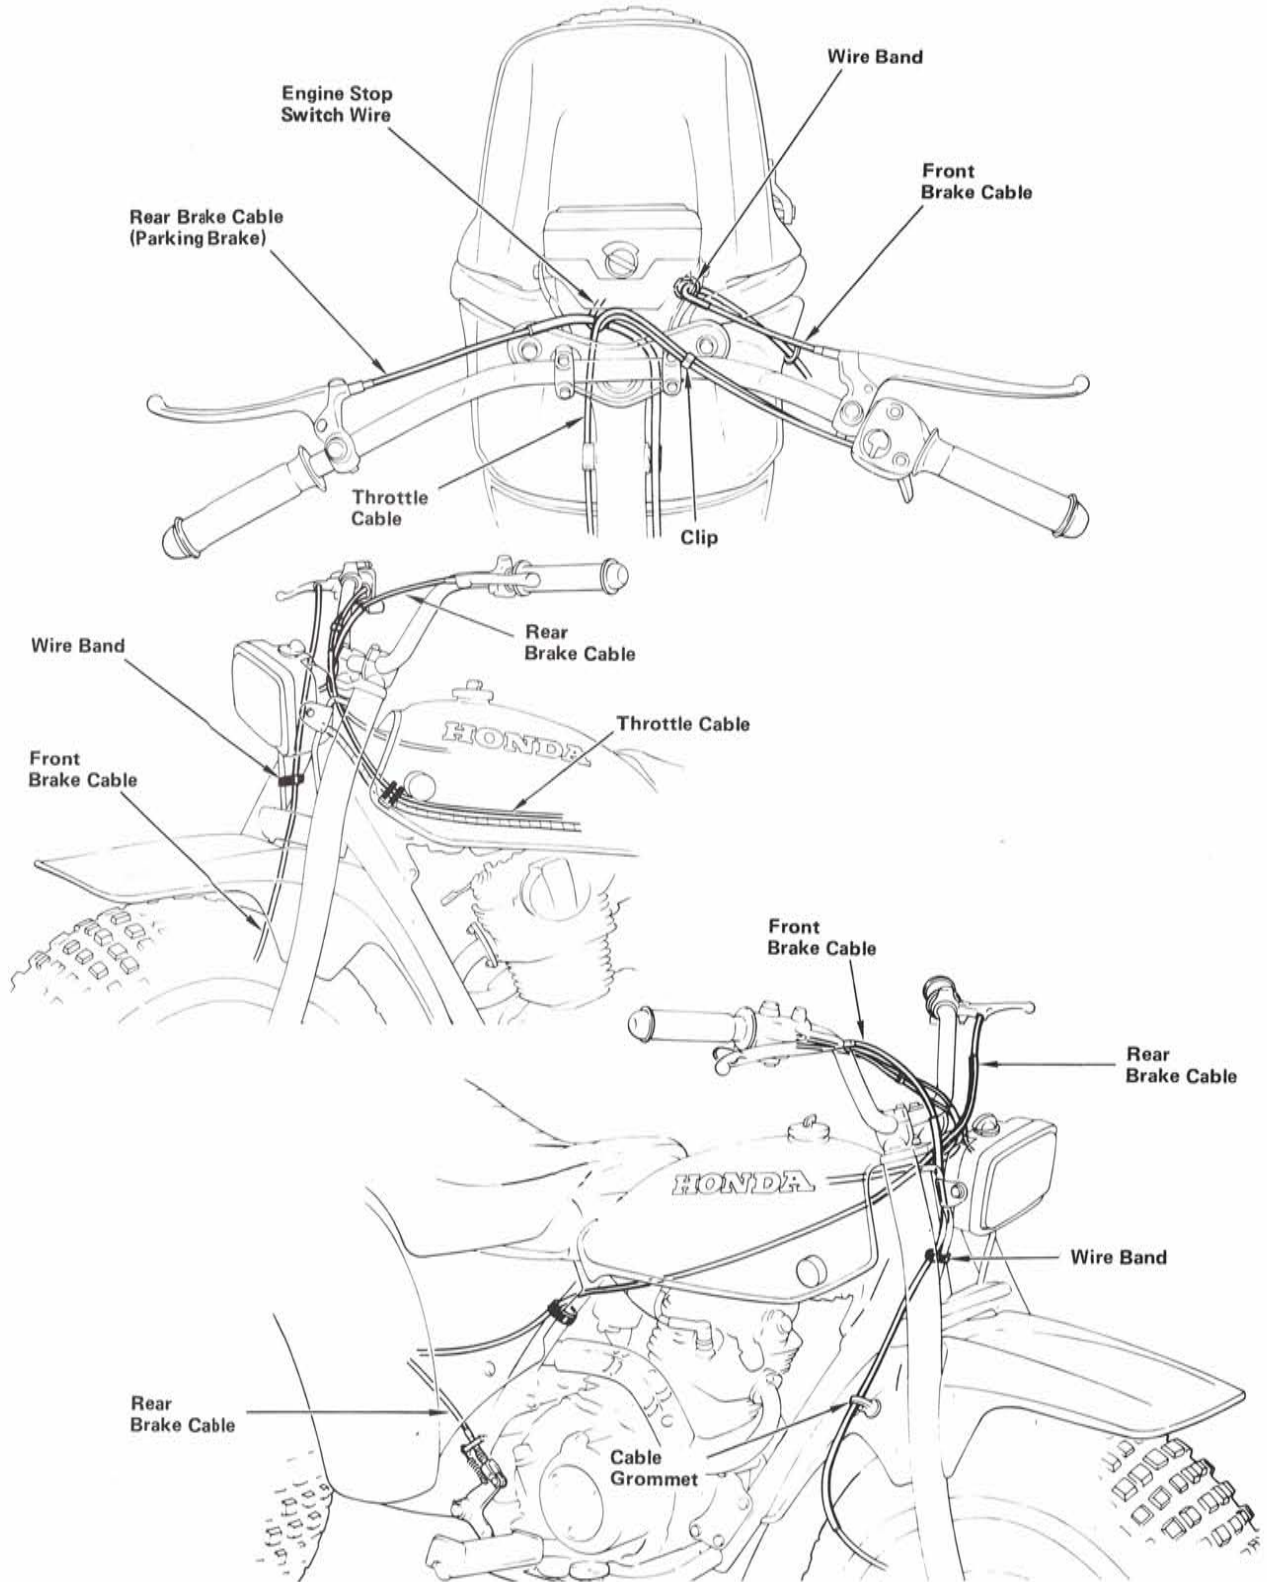 Wire Band
Engine Stop
Switch Wire
Front
Brake Cable
Rear Brake Cable
(Parking Brake)
Throttle
Cable
Clip
Rear
Brake Cable
Wire Band
Throttle Cable
HONDA
Front
Brake Cable
Front
Brake Cable
Rear
Brake Cable
HONDA
Wire Band
Rear
Brake Cable
Cable
Grommet